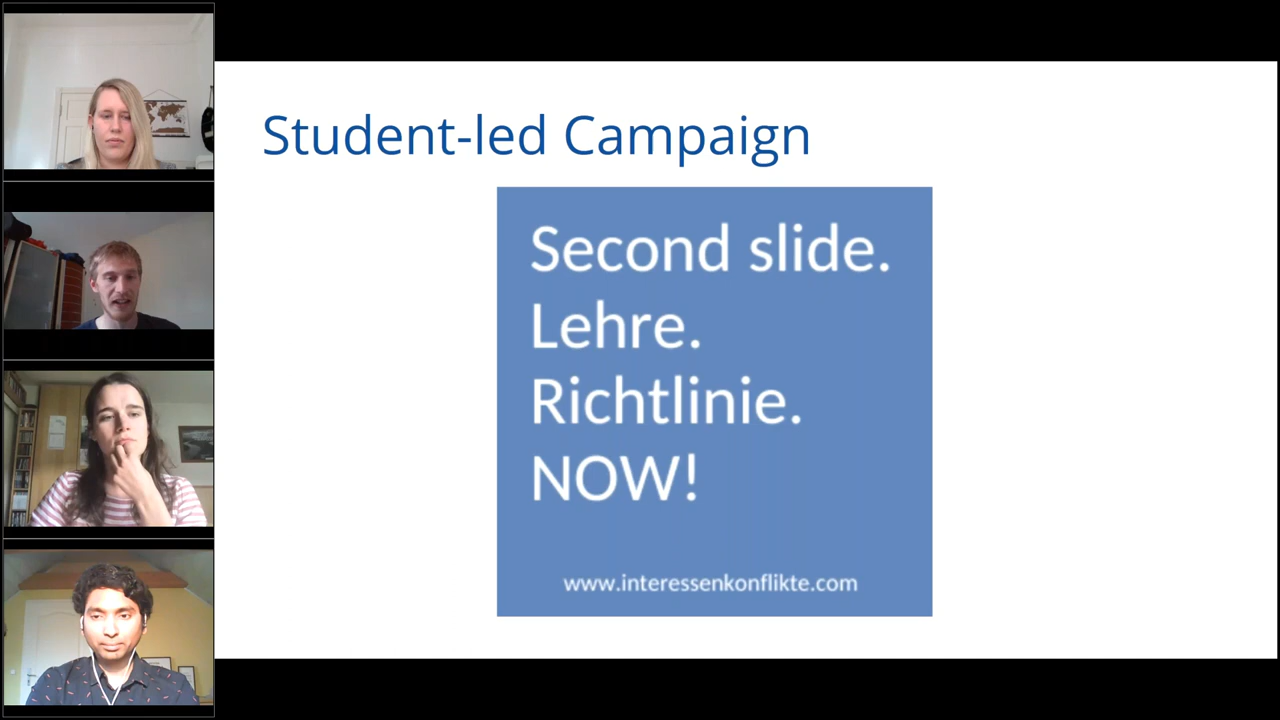 Student-led Campaign
Second slide.
Lehre.
Richtlinie.
NOW!
www.interessenkonflikte.com